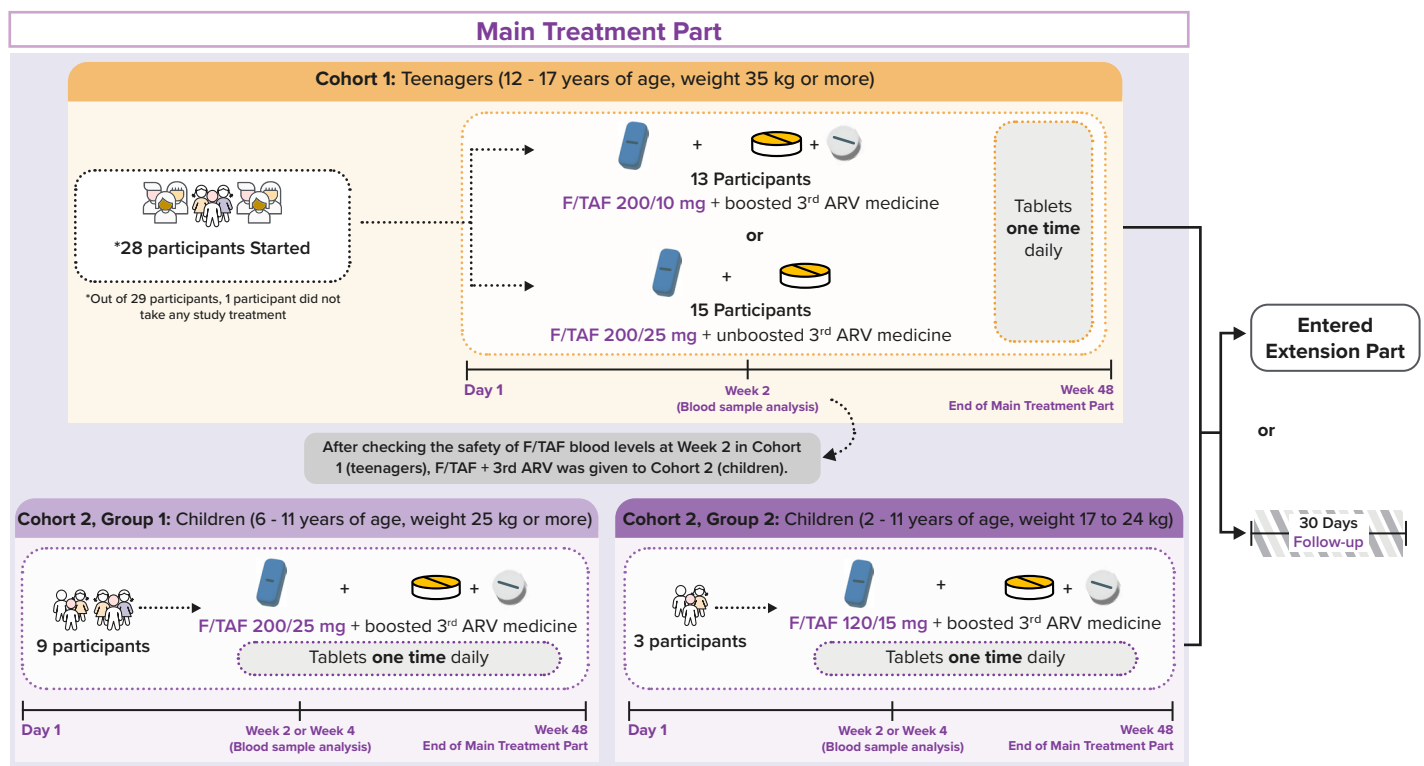 Main Treatment Part
Cohort 1: Teenagers (12 - 17 years of age, weight 35 kg or more)
*28 participants Started
*Out of 29 participants, 1 participant did not
take any study treatment
+ +
13 Participants
F/TAF 200/10 mg + boosted 3rd ARV medicine
or
+
15 Participants
F/TAF 200/25 mg + unboosted 3rd ARV medicine
Tablets
one time
daily
Day 1
Week 2
(Blood sample analysis)
Week 48
End of Main Treatment Part
After checking the safety of F/TAF blood levels at Week 2 in Cohort
1 (teenagers), F/TAF + 3rd ARV was given to Cohort 2 (children).
Cohort 2, Group 1: Children (6 - 11 years of age, weight 25 kg or more)
9 participants
+ +
F/TAF 200/25 mg + boosted 3rd ARV medicine
Tablets one time daily
Day 1
Week 2 or Week 4
(Blood sample analysis)
Week 48
End of Main Treatment Part
Cohort 2, Group 2: Children (2 - 11 years of age, weight 17 to 24 kg)
3 participants
+ +
F/TAF 120/15 mg + boosted 3rd ARV medicine
Tablets one time daily
Day 1
Week 2 or Week 4
(Blood sample analysis)
Week 48
End of Main Treatment Part
Entered
Extension Part
or
30 Days
Follow-up